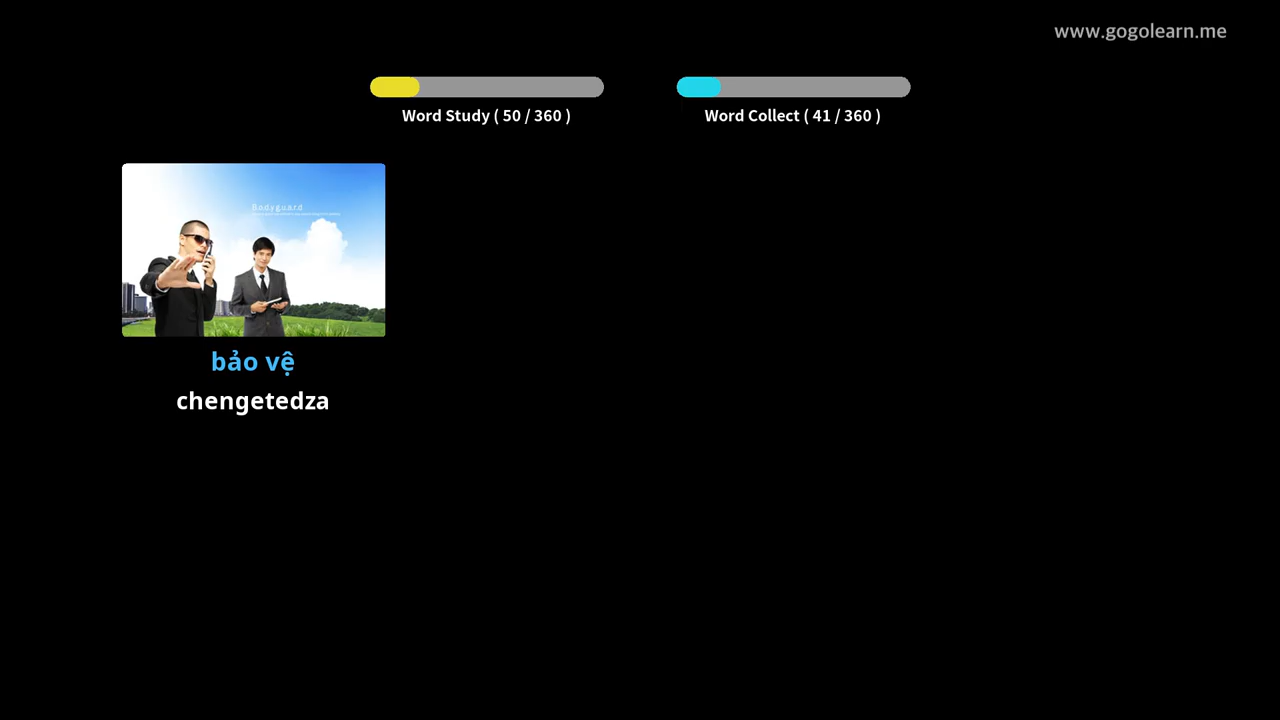 www.gogolearn.me
Word Study ( 50 / 360 )
Word Collect ( 41 / 360 )
Bodyguard
bảo vệ
chengetedza